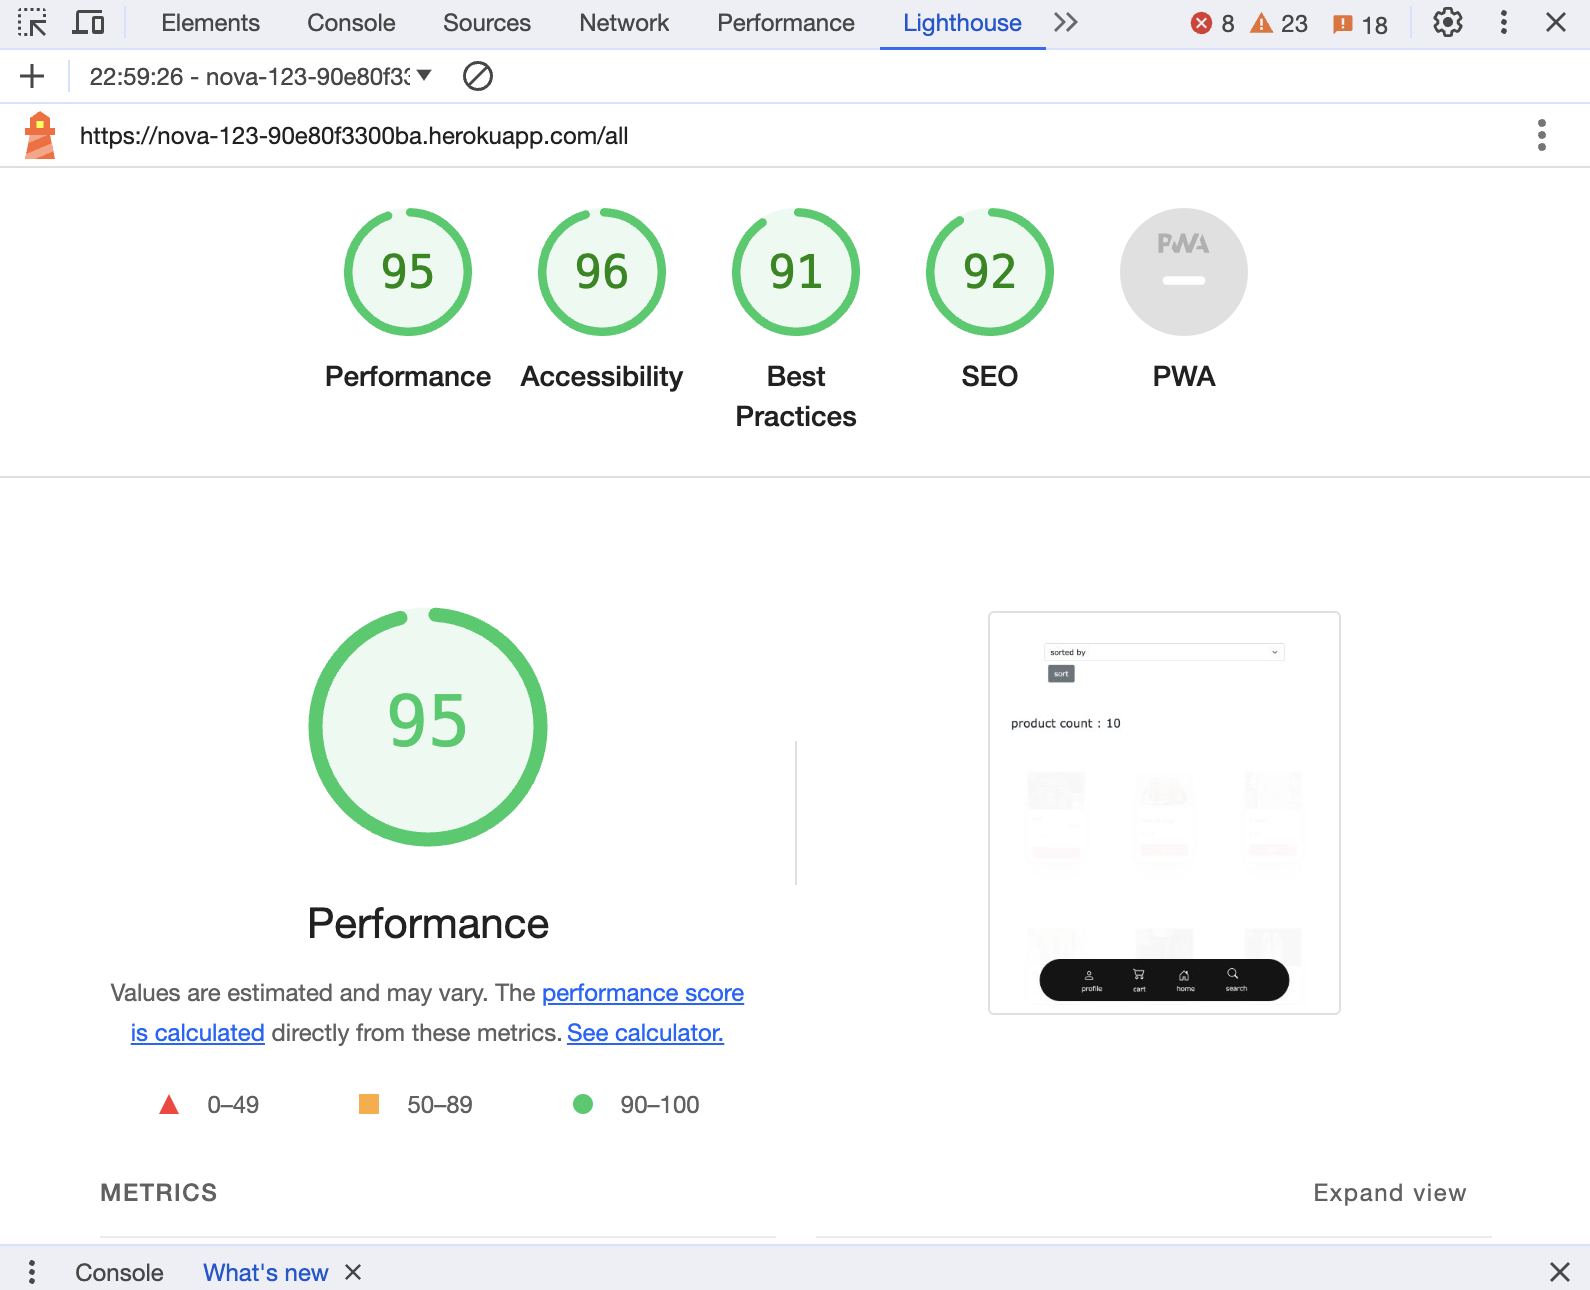 Elements Console Sources Network Performance Lighthouse 8 23 18
22:59:26 - nova-123-90e80f33
https://nova-123-90e80f3300ba.herokuapp.com/all
95 96 91 92 PWA
Performance Accessibility Best Practices SEO PWA
95
Performance
Values are estimated and may vary. The performance score
is calculated directly from these metrics. See calculator.
0–49 50–89 90–100
sorted by
sort
product count : 10
profile cart home search
METRICS Expand view
Console What's new